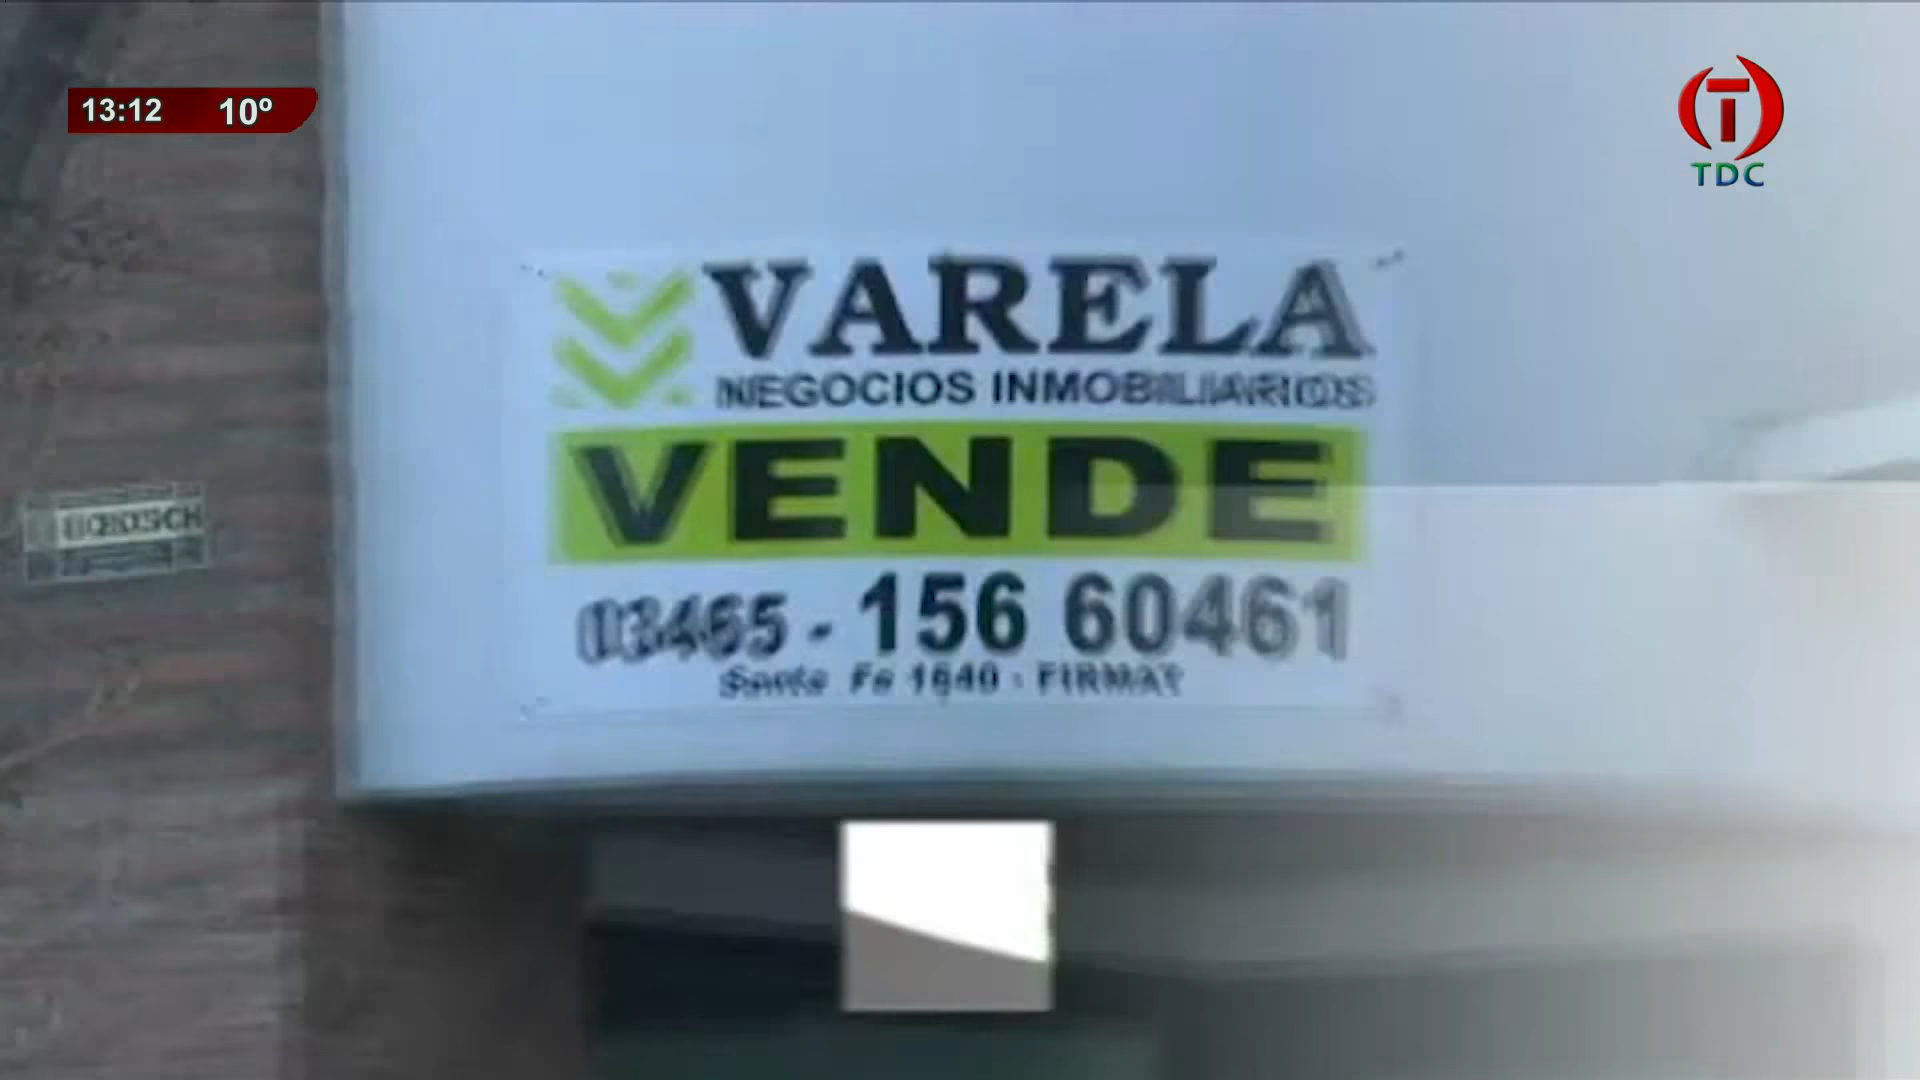 13:12 10º
T
TDC
VARELA
NEGOCIOS INMOBILIARIOS
VENDE
03465 - 156 60461
Santa Fe 1640 - FIRMAT